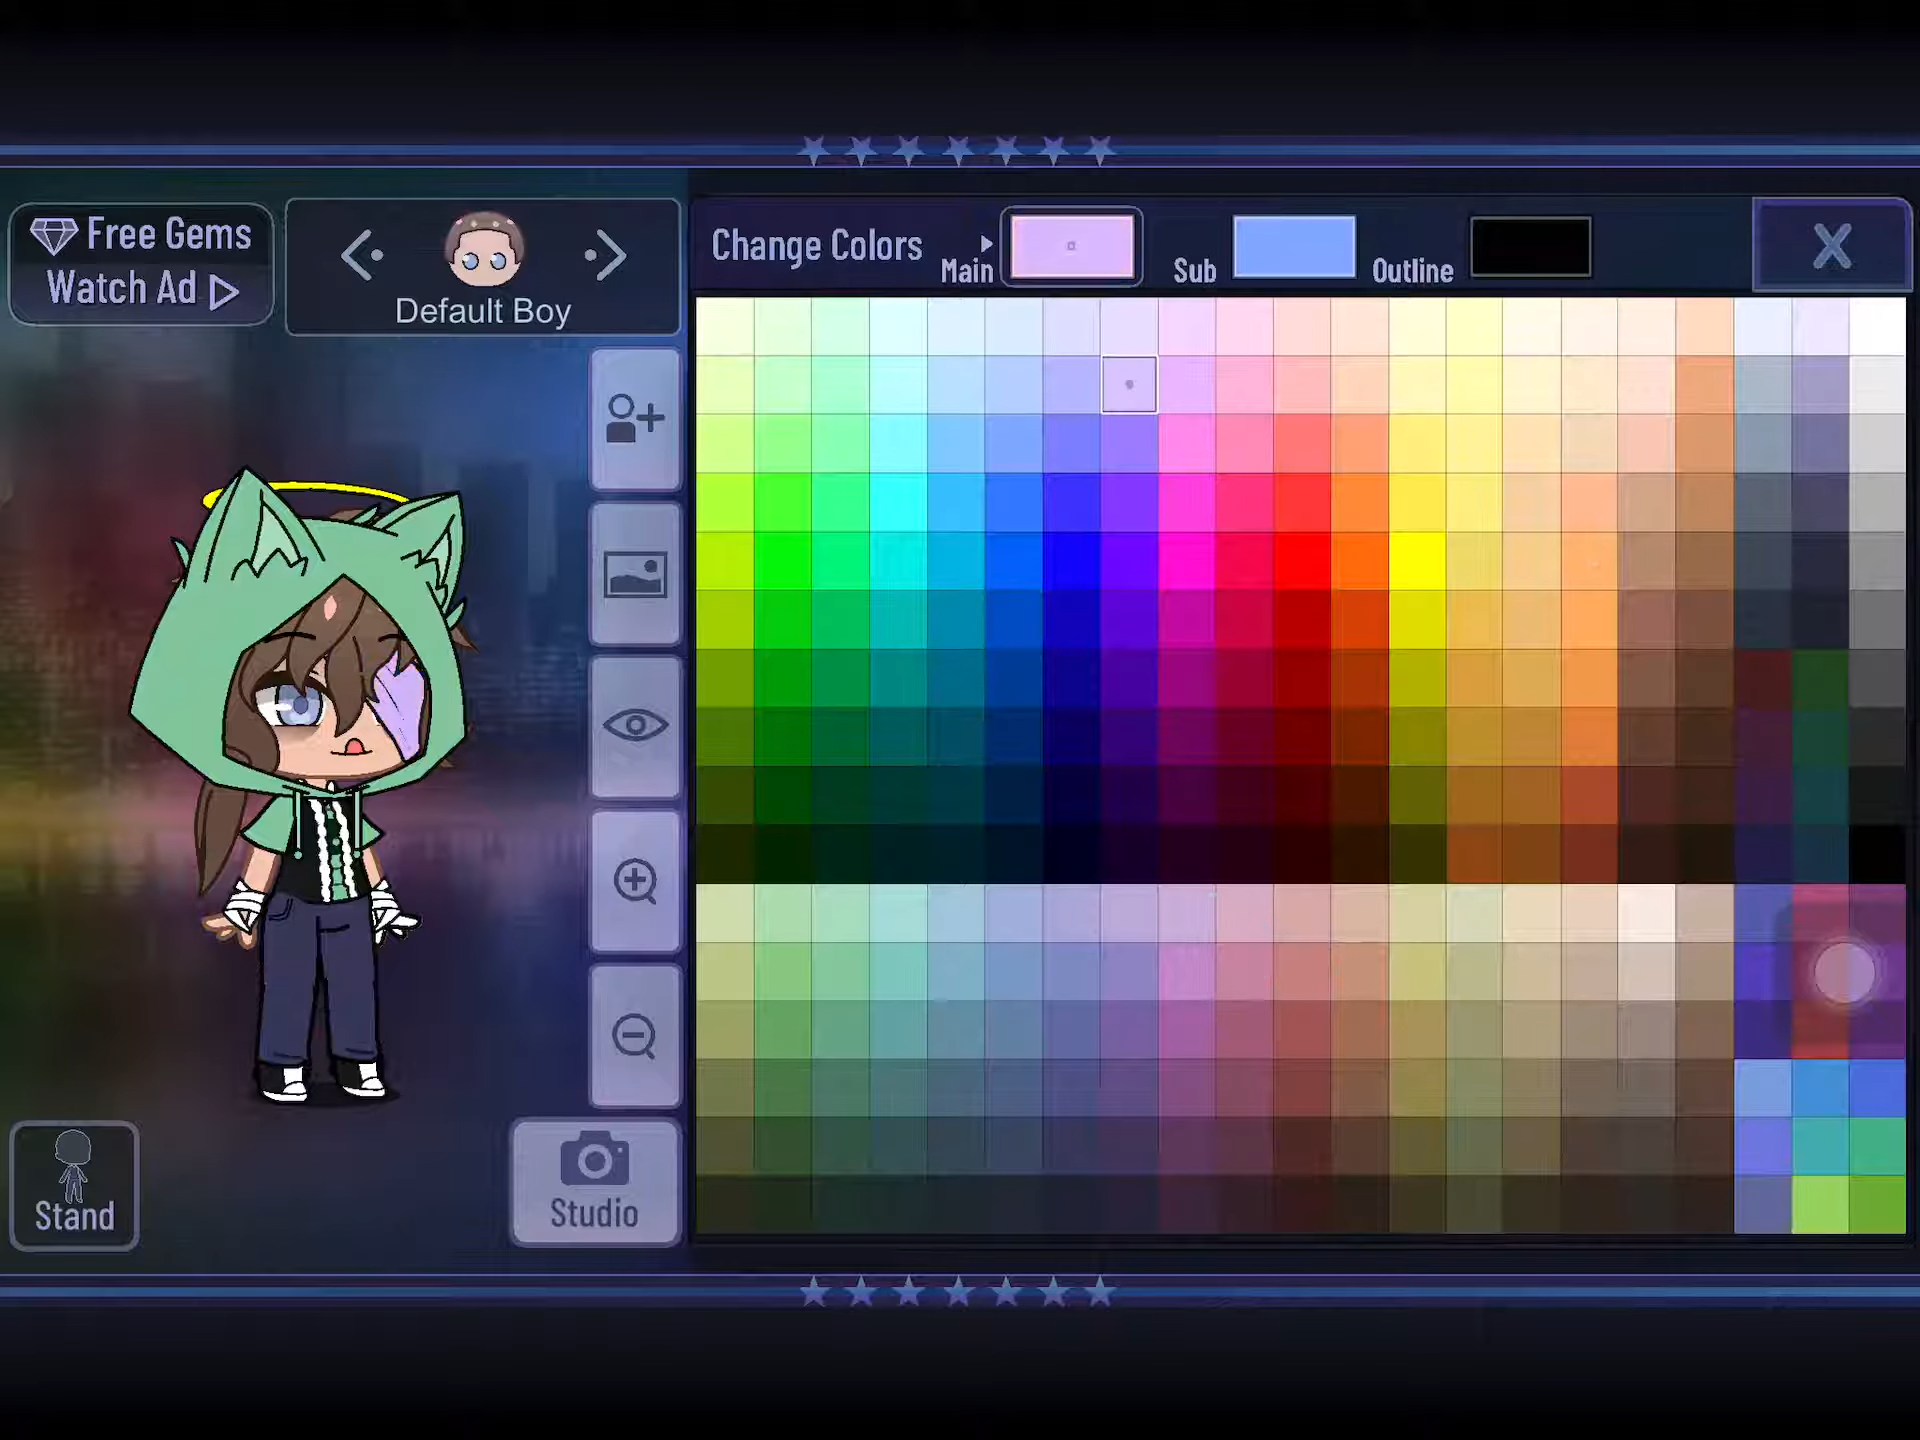 Free Gems
Watch Ad
Default Boy
Change Colors
Main
Sub
Outline
X
Stand
Studio